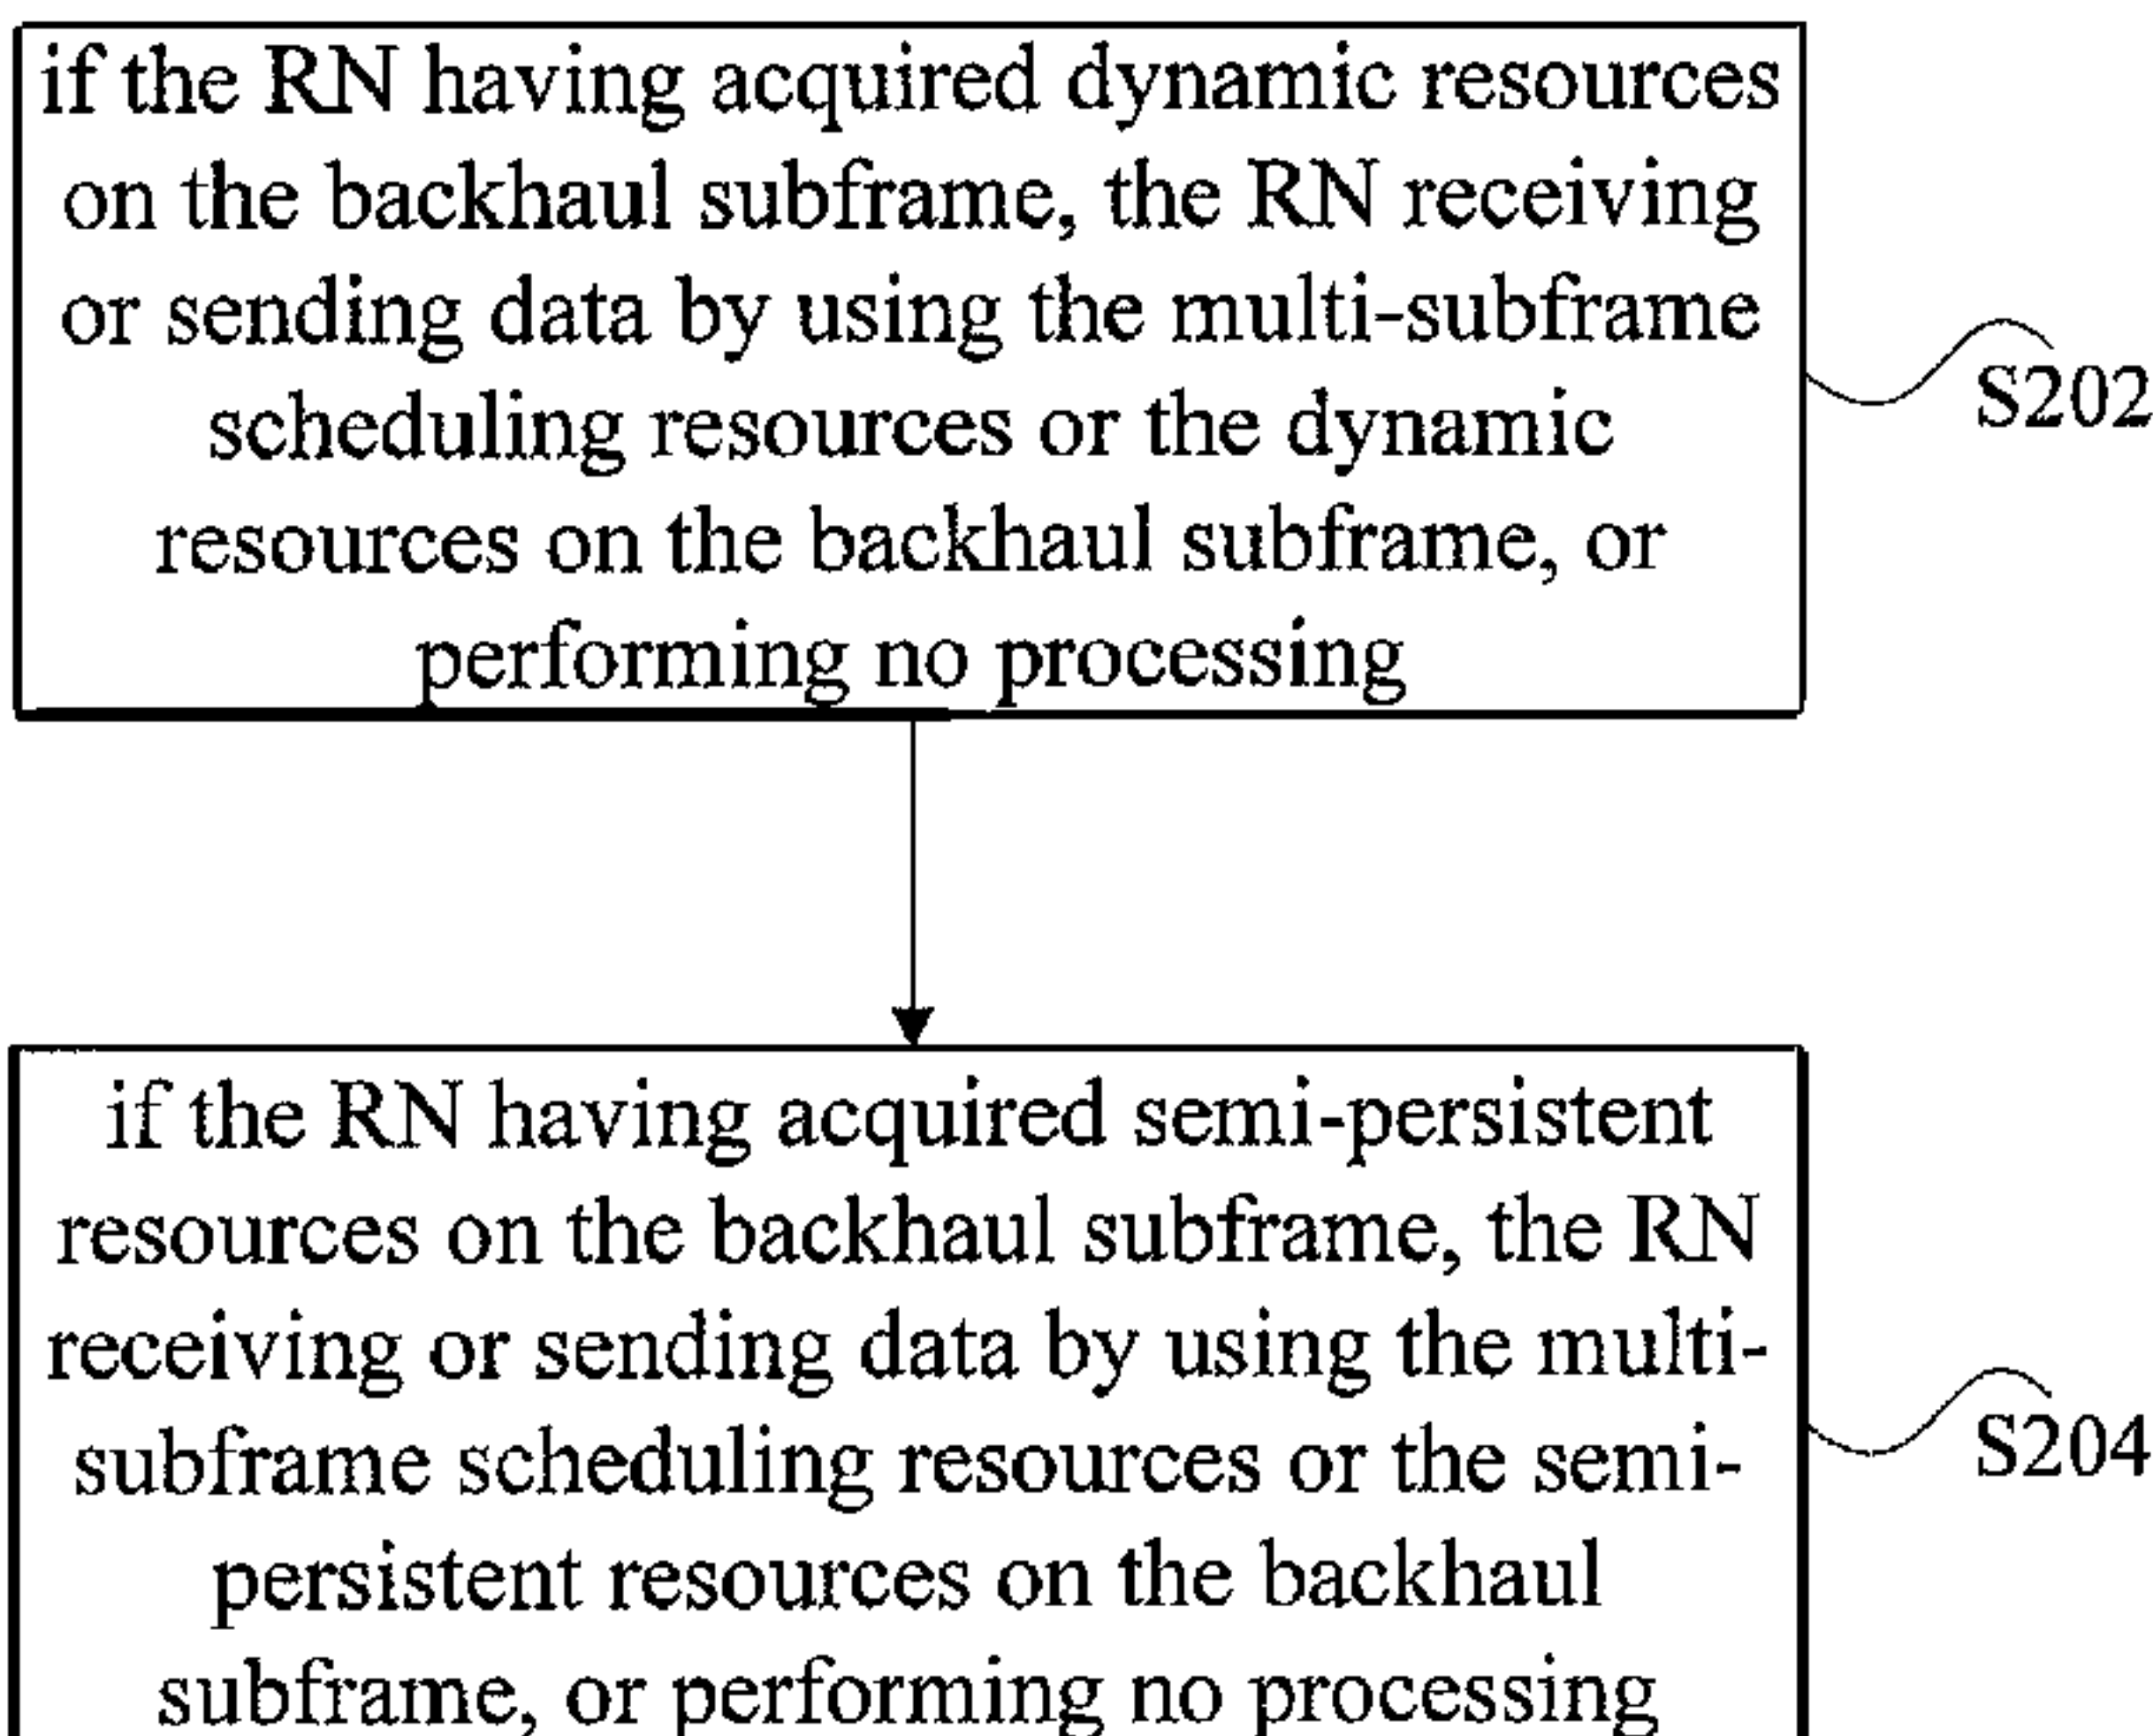 if the RN having acquired dynamic resources
on the backhaul subframe, the RN receiving
or sending data by using the multi-subframe
scheduling resources or the dynamic
resources on the backhaul subframe, or
performing no processing
S202
if the RN having acquired semi-persistent
resources on the backhaul subframe, the RN
receiving or sending data by using the multi-
subframe scheduling resources or the semi-
persistent resources on the backhaul
subframe, or performing no processing
S204